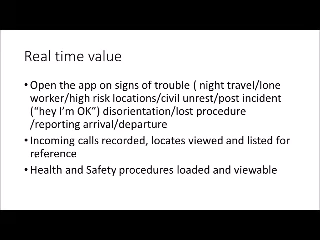 Real time value
• Open the app on signs of trouble ( night travel/lone
worker/high risk locations/civil unrest/post incident
("hey I'm OK") disorientation/lost procedure
/reporting arrival/departure
• Incoming calls recorded, locates viewed and listed for
reference
• Health and Safety procedures loaded and viewable